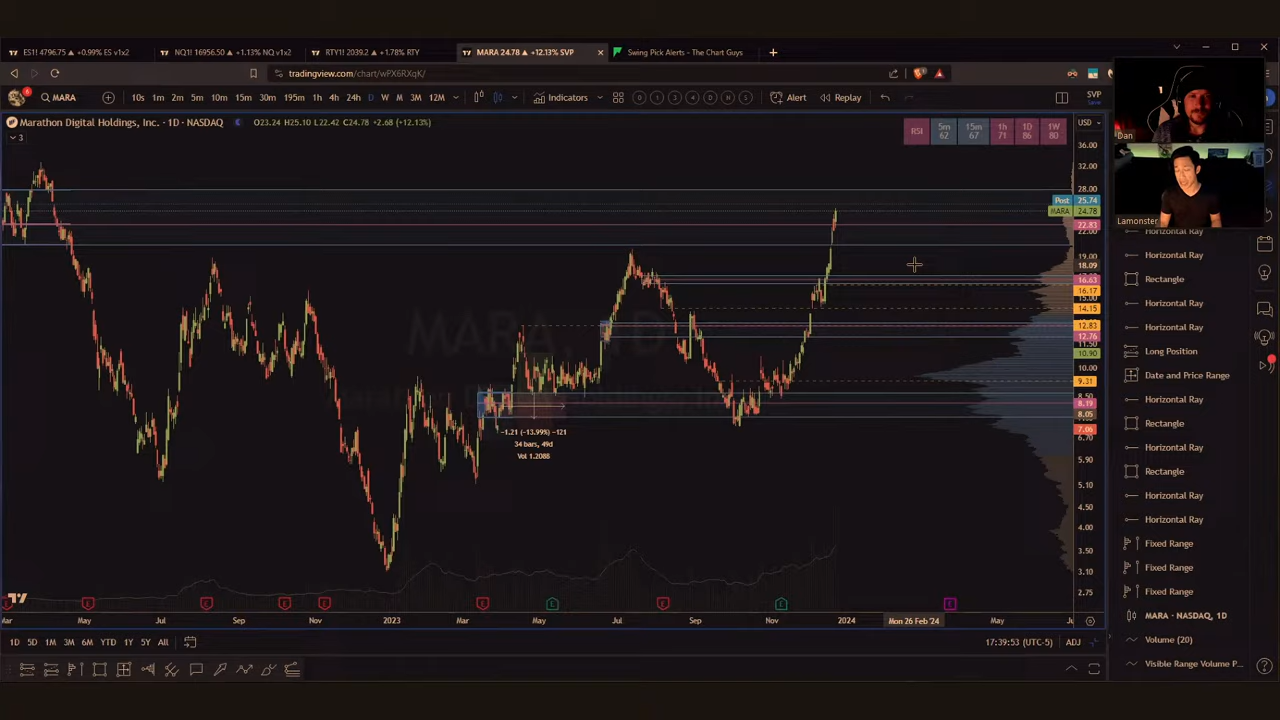 ES1! 4796.75 ▲ +0.99% ES v1x2
NQ1! 16956.50 ▲ +1.13% NQ v1x2
RTY1! 2039.2 ▲ +1.78% RTY
MARA 24.78 ▲ +12.13% SVP
Swing Pick Alerts - The Chart Guys
tradingview.com/chart/wPX6RXqK/
MARA
10s 1m 2m 5m 10m 15m 30m 195m 1h 4h 24h D W M 3M 12M
Indicators
Alert
Replay
SVP
Save
Marathon Digital Holdings, Inc. · 1D · NASDAQ
O23.24 H25.10 L22.42 C24.78 +2.68 (+12.13%)
3
RSI
5m 62
15m 67
1h 71
1D 86
1W 80
USD
36.00
32.00
28.00
Post 25.74
MARA 24.78
22.83
22.00
19.00
18.09
16.63
16.17
15.00
14.15
12.83
12.76
11.50
10.90
10.00
9.31
8.50
8.19
8.05
7.06
6.70
5.90
5.10
4.50
4.00
3.50
3.10
2.75
MARA 1D
-1.21 (-13.99%) -121
34 bars, 49d
Vol 1.208B
Mar May Jul Sep Nov 2023 Mar May Jul Sep Nov 2024 Mon 26 Feb '24 May
1D 5D 1M 3M 6M YTD 1Y 5Y All
17:39:53 (UTC-5)
ADJ
Dan
Lamonster
Horizontal Ray
Horizontal Ray
Rectangle
Horizontal Ray
Horizontal Ray
Long Position
Date and Price Range
Horizontal Ray
Rectangle
Horizontal Ray
Rectangle
Horizontal Ray
Horizontal Ray
Fixed Range
Fixed Range
Fixed Range
MARA · NASDAQ, 1D
Volume (20)
Visible Range Volume P...